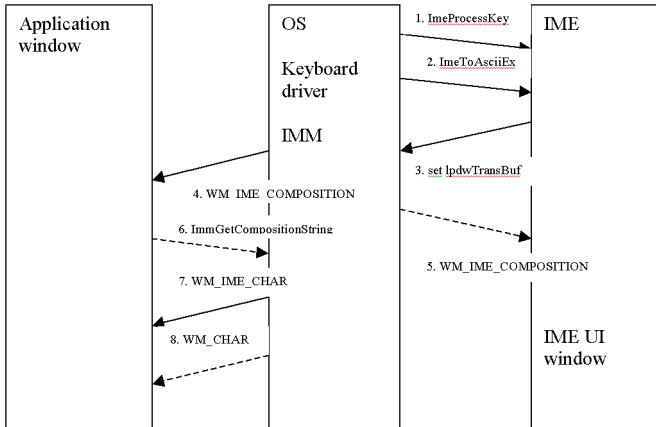 Application
window
OS
Keyboard
driver
IMM
IME
1. ImeProcessKey
2. ImeToAsciiEx
3. set lpdwTransBuf
4. WM_IME_COMPOSITION
5. WM_IME_COMPOSITION
6. ImmGetCompositionString
7. WM_IME_CHAR
8. WM_CHAR
IME UI
window